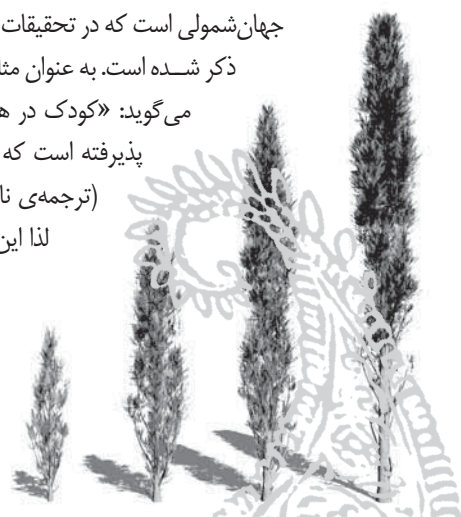 جهان‌شمولی است که در تحقیقات
ذکر شده است. به عنوان مثا
می‌گوید: «کودک در ه
پذیرفته است که
(ترجمه‌ی نا
لذا این